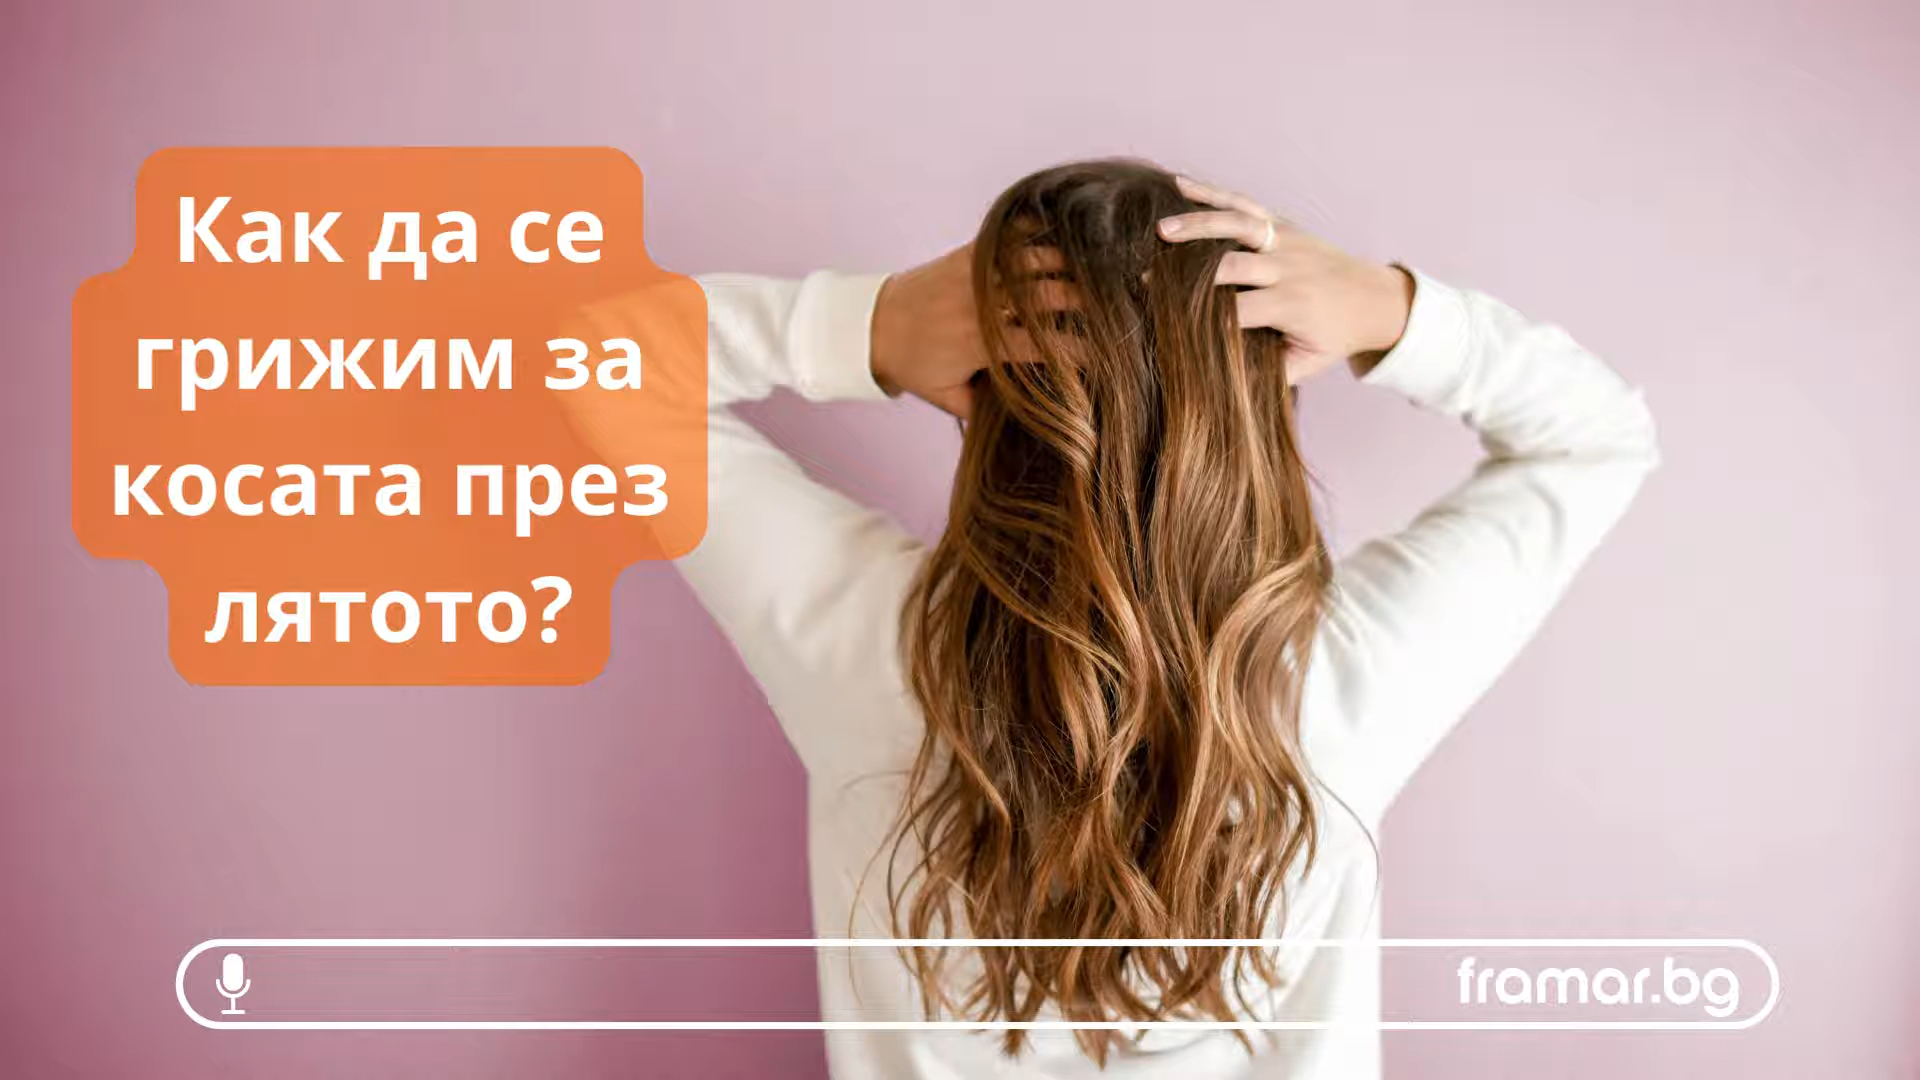 Как да се
грижим за
косата през
лятото?
framar.bg